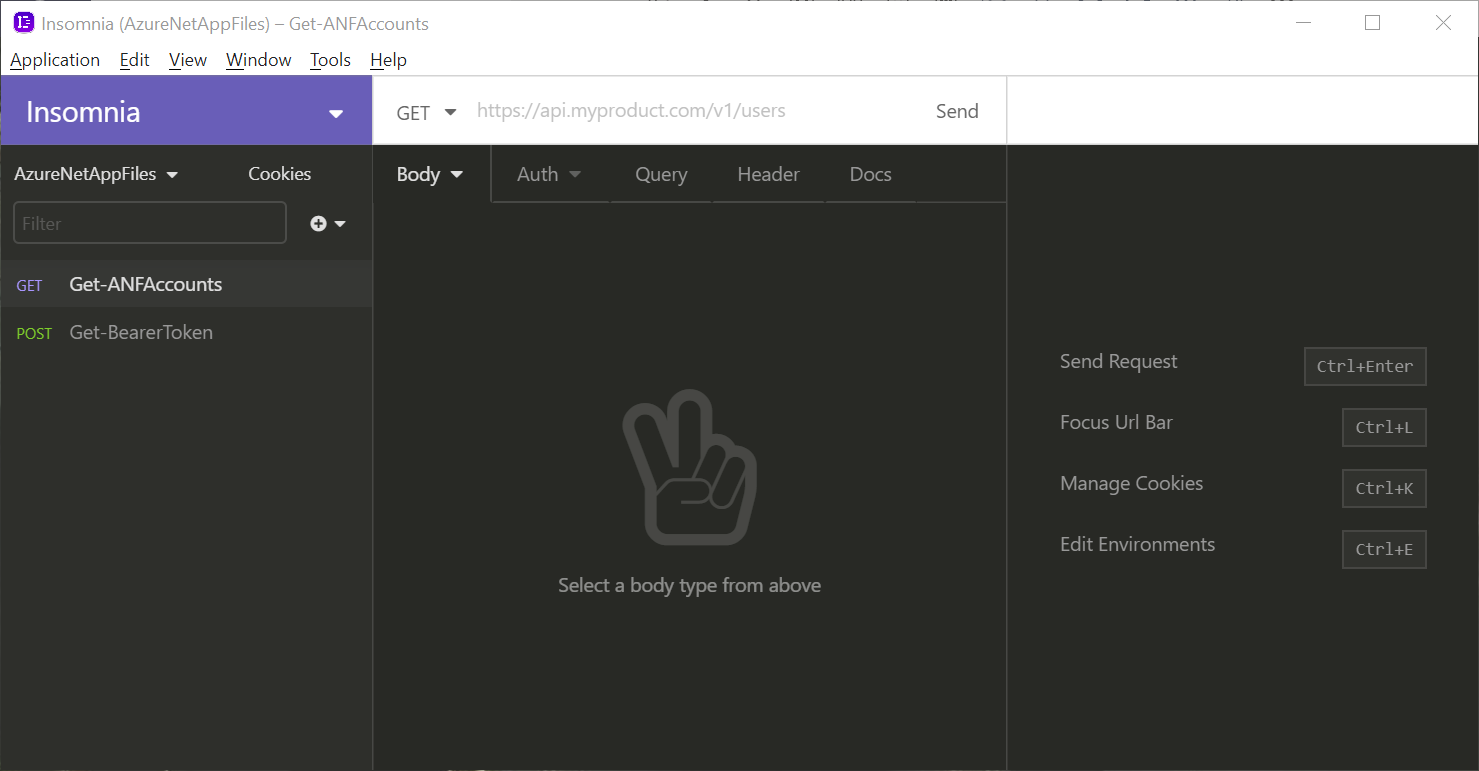 Insomnia (AzureNetAppFiles) – Get-ANFAccounts
Application Edit View Window Tools Help
Insomnia
GET https://api.myproduct.com/v1/users Send
AzureNetAppFiles Cookies
Body Auth Query Header Docs
Filter
GET Get-ANFAccounts
POST Get-BearerToken
Select a body type from above
Send Request Ctrl+Enter
Focus Url Bar Ctrl+L
Manage Cookies Ctrl+K
Edit Environments Ctrl+E